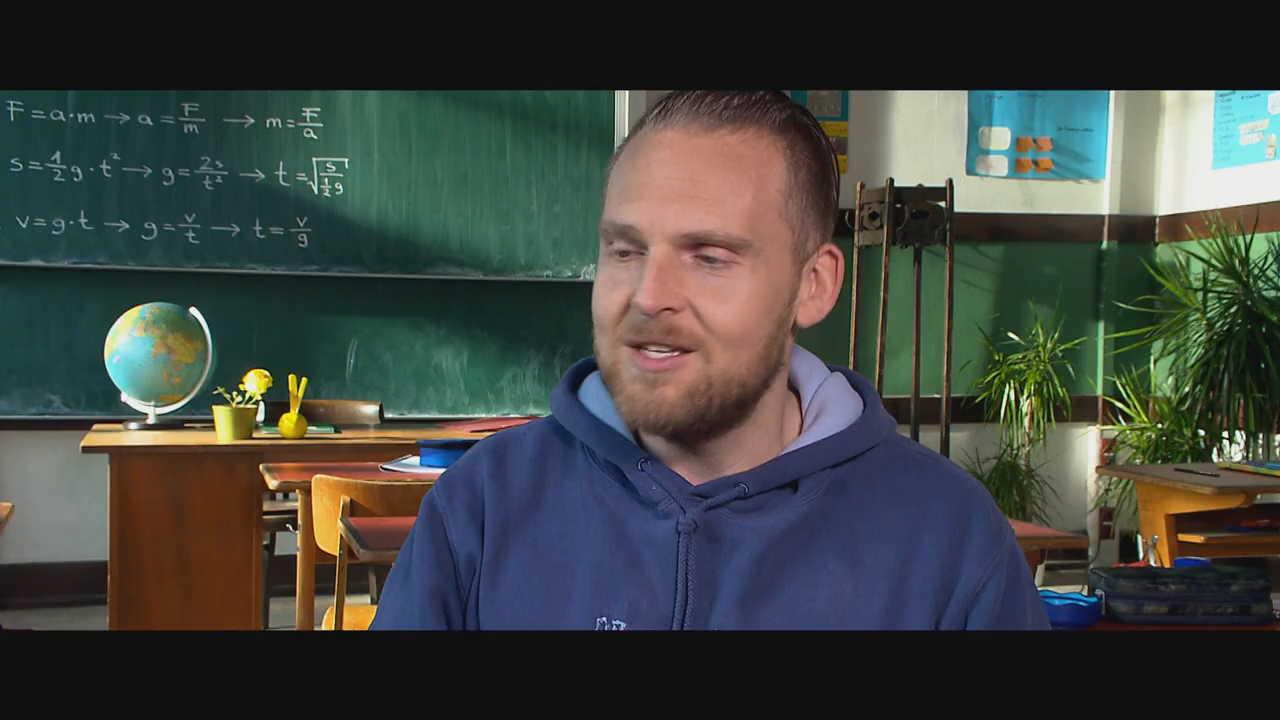 F = a·m → a = F/m → m = F/a
s = 1/2 g · t² → g = 2s/t² → t = √(s/(1/2 g))
v = g·t → g = v/t → t = v/g